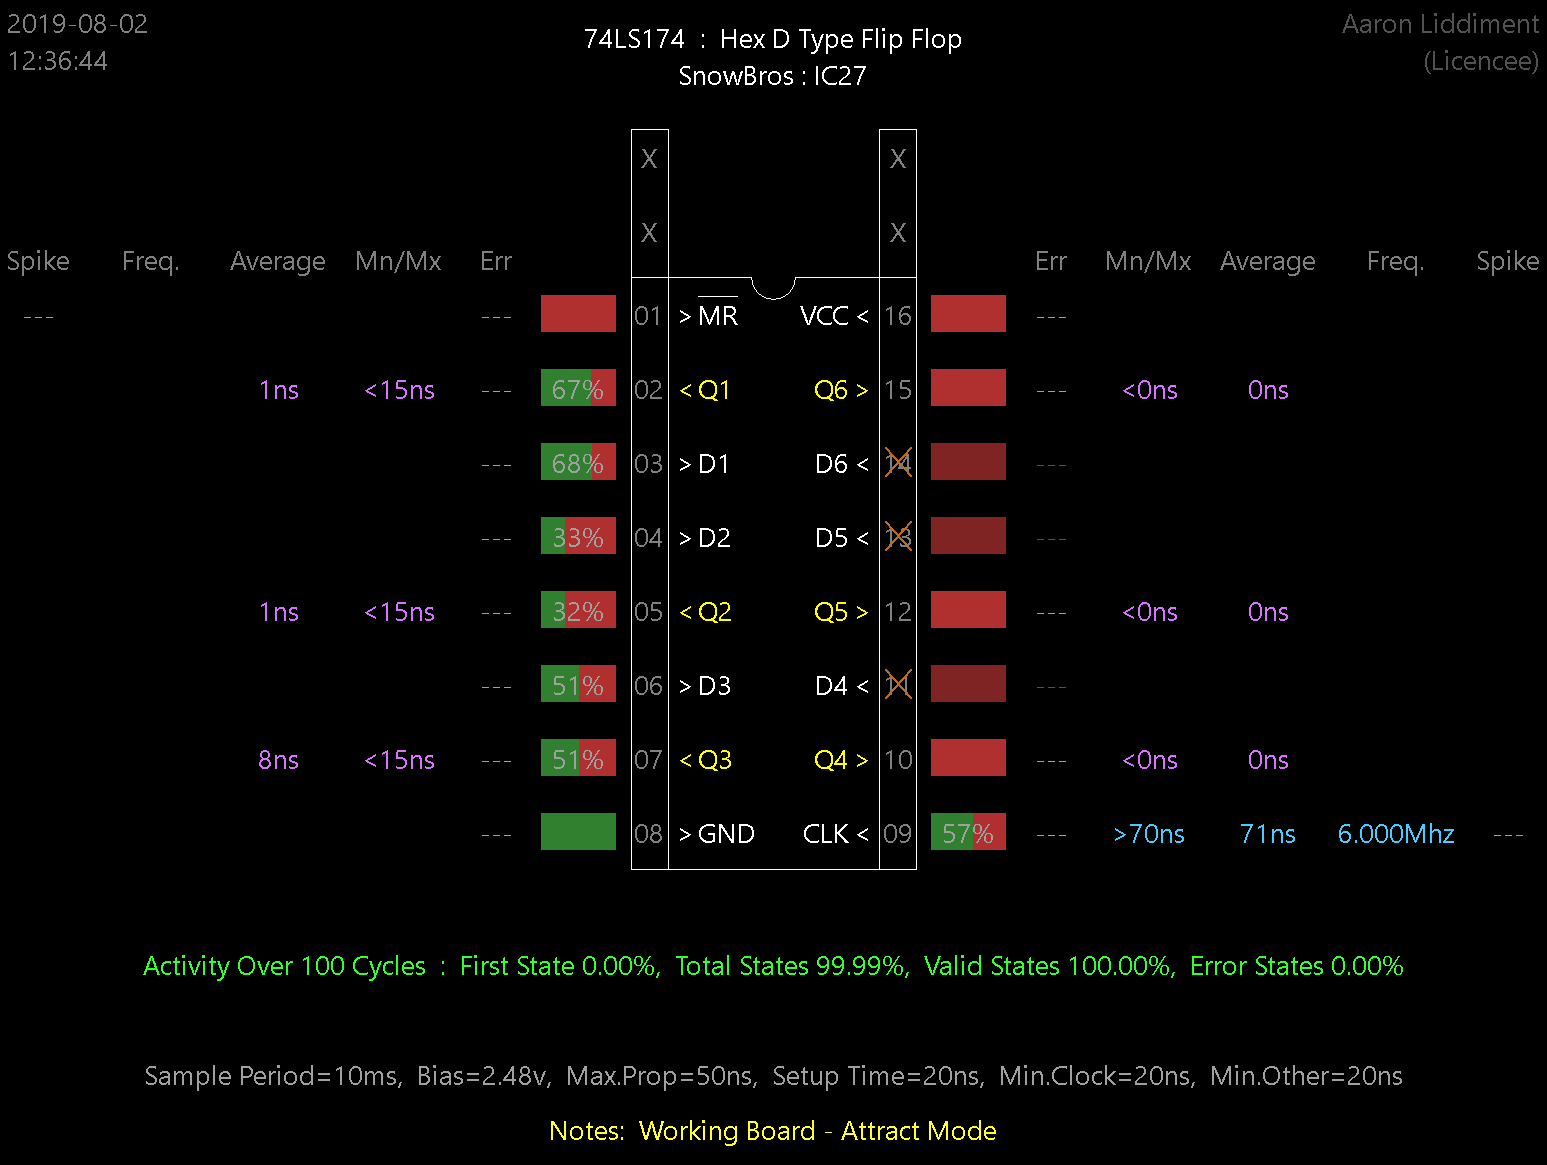 2019-08-02
12:36:44
74LS174 : Hex D Type Flip Flop
SnowBros : IC27
Aaron Liddiment
(Licencee)
X X
X X
Spike Freq. Average Mn/Mx Err Err Mn/Mx Average Freq. Spike
--- --- 01 > MR VCC < 16 ---
1ns <15ns --- 67% 02 < Q1 Q6 > 15 --- <0ns 0ns
--- 68% 03 > D1 D6 < 14 ---
--- 33% 04 > D2 D5 < 13 ---
1ns <15ns --- 32% 05 < Q2 Q5 > 12 --- <0ns 0ns
--- 51% 06 > D3 D4 < 11 ---
8ns <15ns --- 51% 07 < Q3 Q4 > 10 --- <0ns 0ns
--- 08 > GND CLK < 09 57% --- >70ns 71ns 6.000Mhz ---
Activity Over 100 Cycles : First State 0.00%, Total States 99.99%, Valid States 100.00%, Error States 0.00%
Sample Period=10ms, Bias=2.48v, Max.Prop=50ns, Setup Time=20ns, Min.Clock=20ns, Min.Other=20ns
Notes: Working Board - Attract Mode